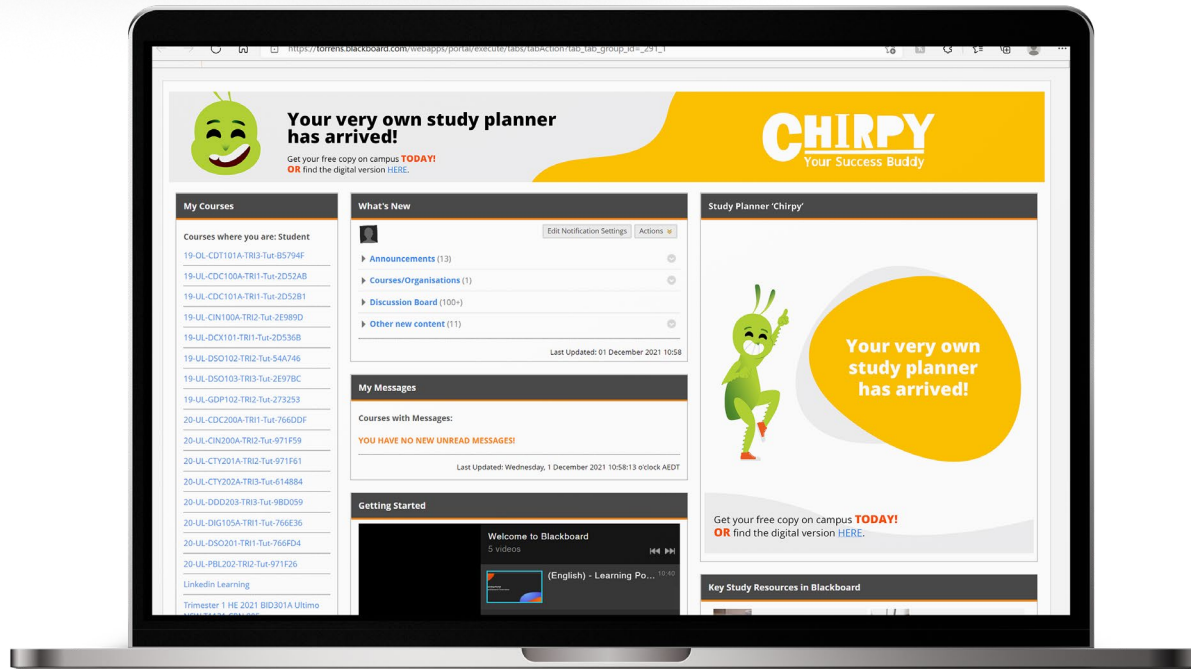 https://torrens.blackboard.com/webapps/portal/execute/tabs/tabAction?tab_tab_group_id=_291_1
Your very own study planner
has arrived!
Get your free copy on campus TODAY!
OR find the digital version HERE.
CHIRPY
Your Success Buddy
My Courses
Courses where you are: Student
19-OL-CDT101A-TRI3-Tut-B5794F
19-UL-CDC100A-TRI1-Tut-2D52AB
19-UL-CDC101A-TRI1-Tut-2D52B1
19-UL-CIN100A-TRI2-Tut-2E989D
19-UL-DCX101-TRI1-Tut-2D536B
19-UL-DSO102-TRI2-Tut-54A746
19-UL-DSO103-TRI3-Tut-2E97BC
19-UL-GDP102-TRI2-Tut-273253
20-UL-CDC200A-TRI1-Tut-766DDF
20-UL-CIN200A-TRI2-Tut-971F59
20-UL-CTY201A-TRI2-Tut-971F61
20-UL-CTY202A-TRI3-Tut-614884
20-UL-DDD203-TRI3-Tut-9BD059
20-UL-DIG105A-TRI1-Tut-766E36
20-UL-DSO201-TRI1-Tut-766FD4
20-UL-PBL202-TRI2-Tut-971F26
Linkedin Learning
Trimester 1 HE 2021 BID301A Ultimo
What's New
Edit Notification Settings
Actions
Announcements (13)
Courses/Organisations (1)
Discussion Board (100+)
Other new content (11)
Last Updated: 01 December 2021 10:58
My Messages
Courses with Messages:
YOU HAVE NO NEW UNREAD MESSAGES!
Last Updated: Wednesday, 1 December 2021 10:58:13 o'clock AEDT
Getting Started
Welcome to Blackboard
5 videos
(English) - Learning Po... 10:40
Study Planner 'Chirpy'
Your very own
study planner
has arrived!
Get your free copy on campus TODAY!
OR find the digital version HERE.
Key Study Resources in Blackboard